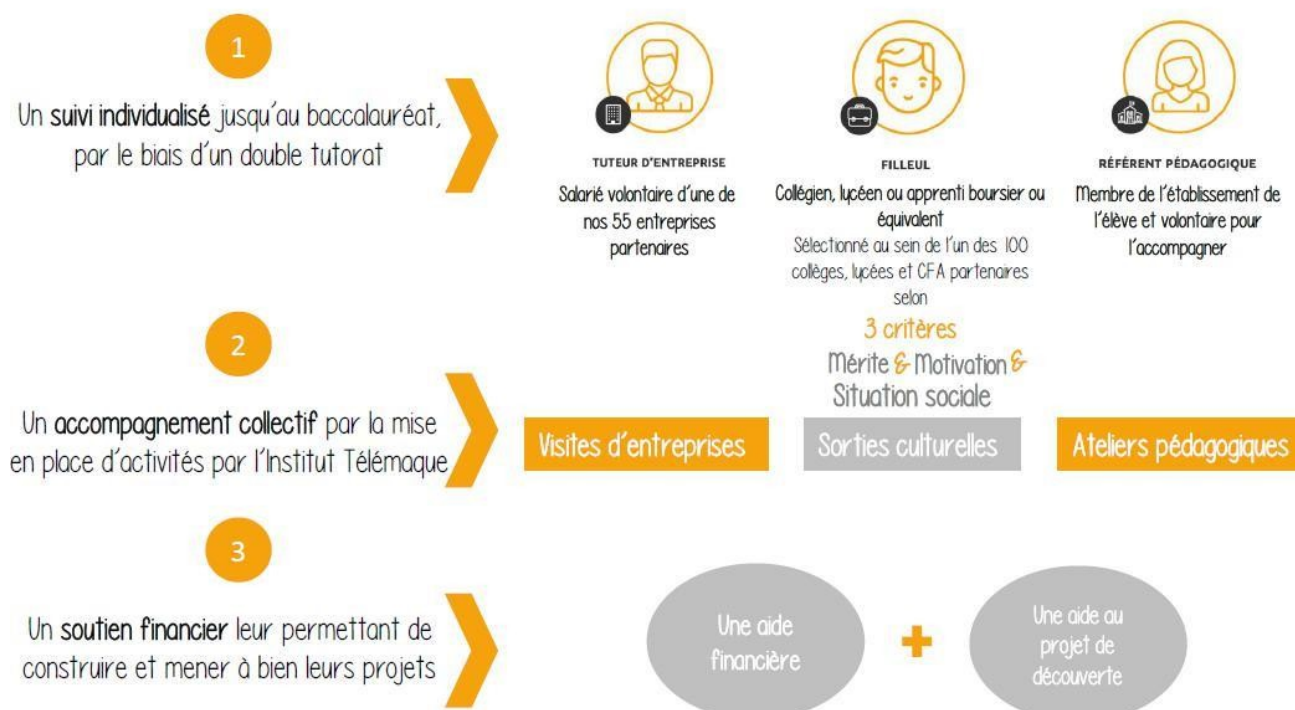 1
Un suivi individualisé jusqu'au baccalauréat,
par le biais d'un double tutorat
TUTEUR D'ENTREPRISE
Salarié volontaire d'une de
nos 55 entreprises
partenaires
FILLEUL
Collégien, lycéen ou apprenti boursier ou
équivalent
Sélectionné au sein de l'un des 100
collèges, lycées et CFA partenaires
selon
3 critères
Mérite & Motivation &
Situation sociale
RÉFÉRENT PÉDAGOGIQUE
Membre de l'établissement de
l'élève et volontaire pour
l'accompagner
2
Un accompagnement collectif par la mise
en place d'activités par l'Institut Télémaque
Visites d'entreprises
Sorties culturelles
Ateliers pédagogiques
3
Un soutien financier leur permettant de
construire et mener à bien leurs projets
Une aide
financière
+
Une aide au
projet de
découverte